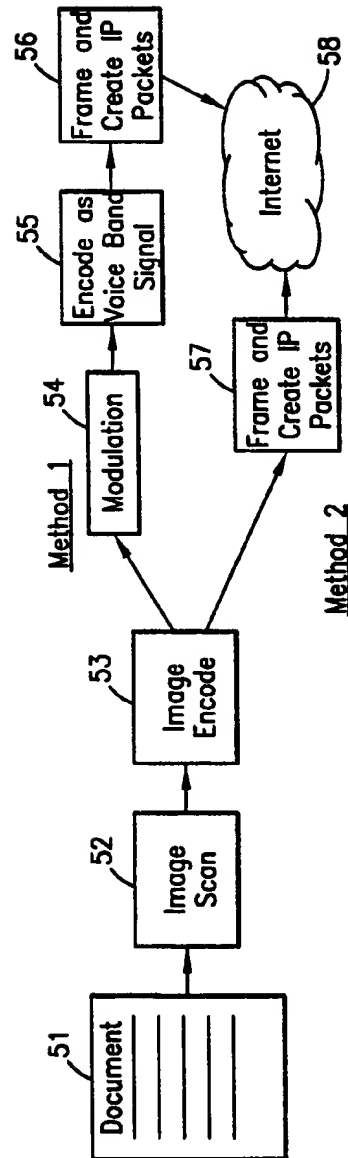 51
Document
52
Image
Scan
53
Image
Encode
Method 1
54
Modulation
55
Encode as
Voice Band
Signal
56
Frame and
Create IP
Packets
57
Frame and
Create IP
Packets
Method 2
Internet
58